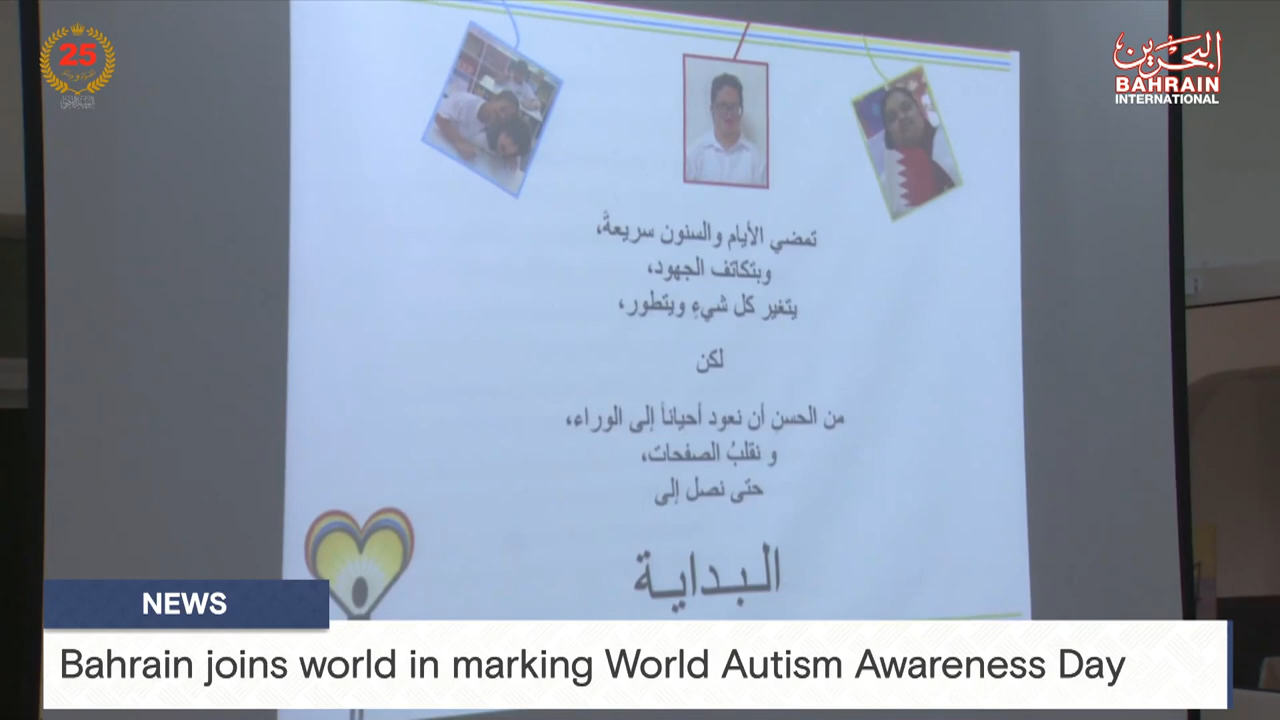 25
البحرين
BAHRAIN
INTERNATIONAL
تمضي الأيام والسنون سريعةً،
وبتكاتف الجهود،
يتغير كل شيءٍ ويتطور،
لكن
من الحسنِ أن نعود أحياناً إلى الوراء،
و نقلبُ الصفحات،
حتى نصل إلى
البداية
NEWS
Bahrain joins world in marking World Autism Awareness Day